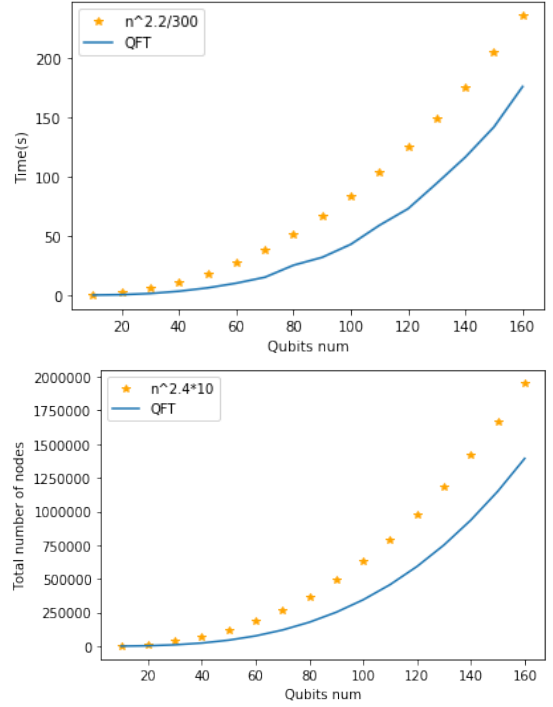 n^2.2/300
QFT
200
150
100
50
0
Time(s)
20 40 60 80 100 120 140 160
Qubits num
n^2.4*10
QFT
2000000
1750000
1500000
1250000
1000000
750000
500000
250000
0
Total number of nodes
20 40 60 80 100 120 140 160
Qubits num